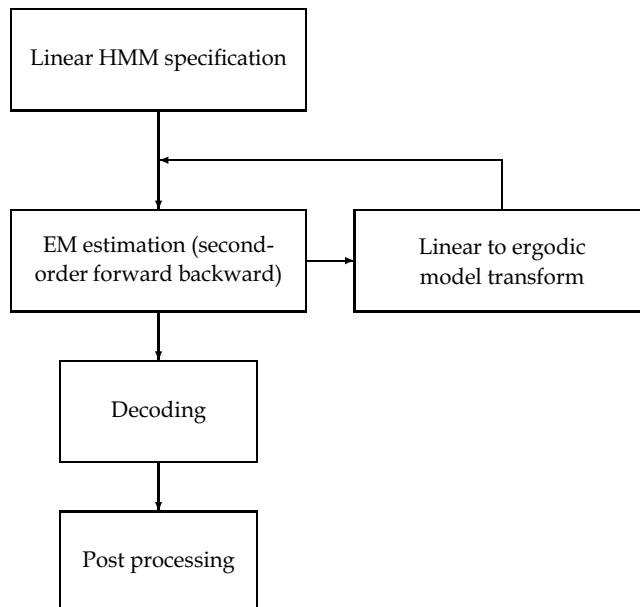 Linear HMM specification
EM estimation (second-
order forward backward)
Linear to ergodic
model transform
Decoding
Post processing